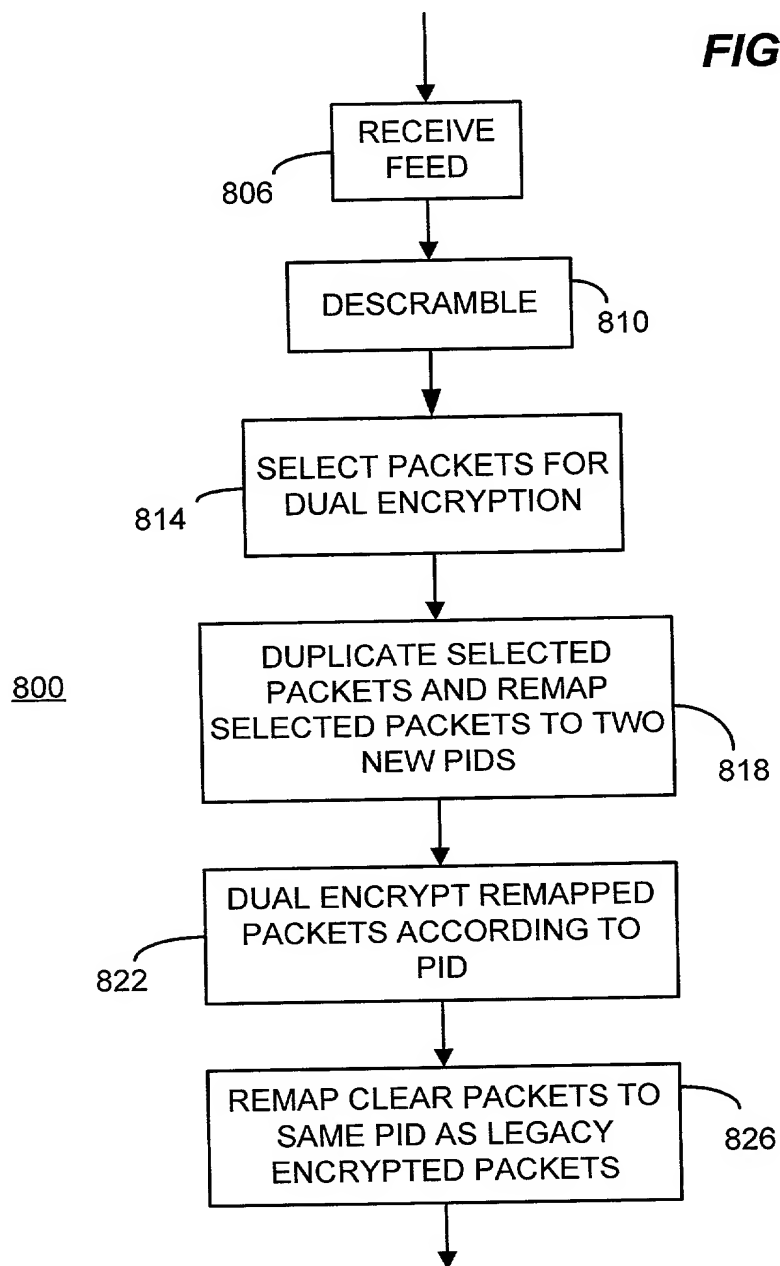 FIG
RECEIVE
FEED
806
DESCRAMBLE
810
SELECT PACKETS FOR
DUAL ENCRYPTION
814
800
DUPLICATE SELECTED
PACKETS AND REMAP
SELECTED PACKETS TO TWO
NEW PIDS
818
DUAL ENCRYPT REMAPPED
PACKETS ACCORDING TO
PID
822
REMAP CLEAR PACKETS TO
SAME PID AS LEGACY
ENCRYPTED PACKETS
826